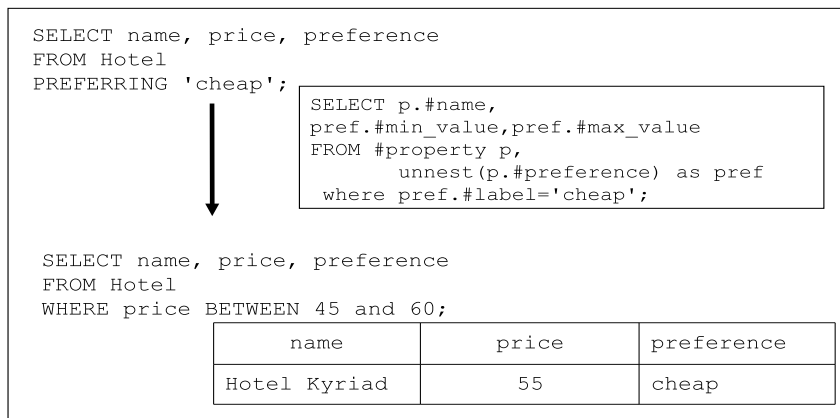 SELECT name, price, preference
FROM Hotel
PREFERRING 'cheap';
SELECT p.#name,
pref.#min_value,pref.#max_value
FROM #property p,
unnest(p.#preference) as pref
where pref.#label='cheap';
SELECT name, price, preference
FROM Hotel
WHERE price BETWEEN 45 and 60;
name price preference
Hotel Kyriad 55 cheap